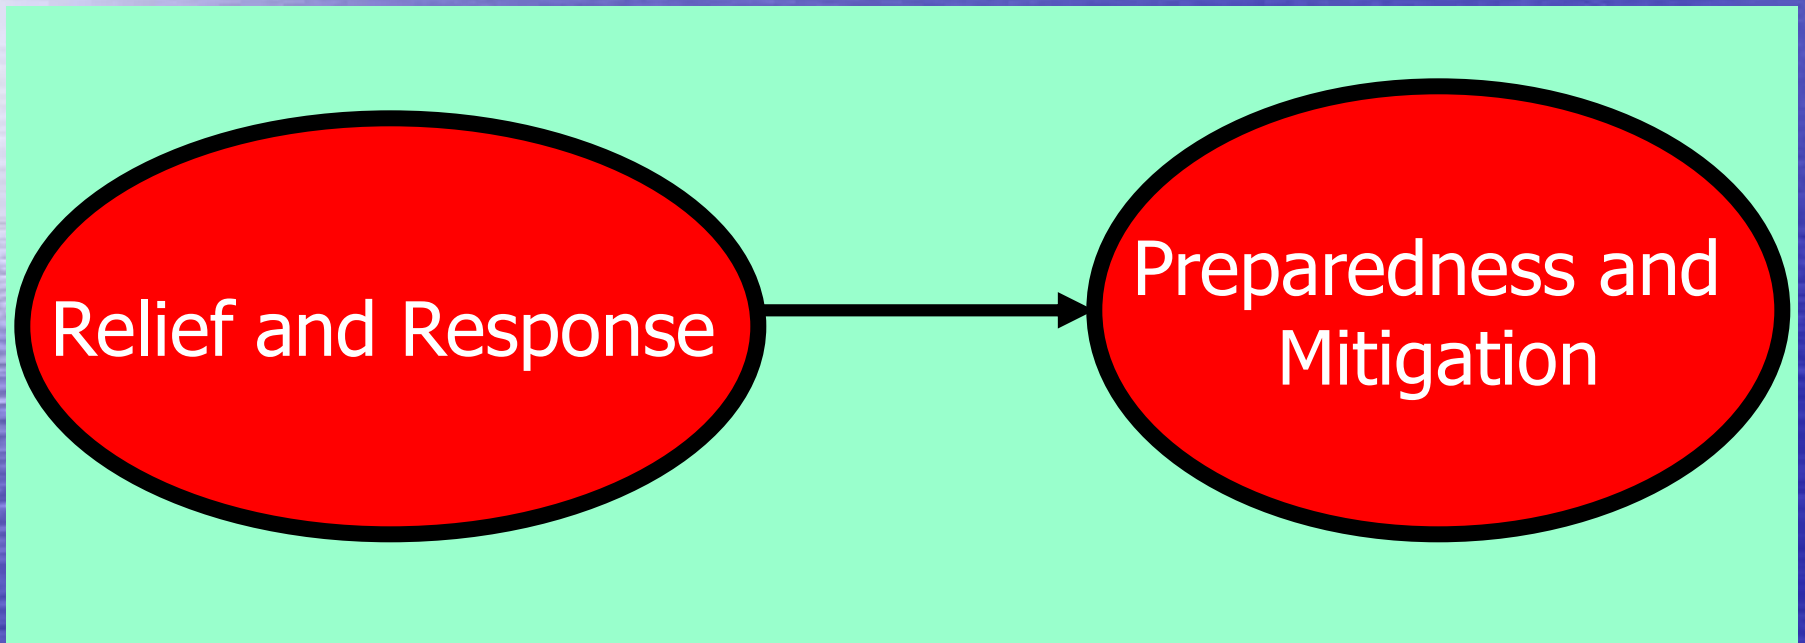 Relief and Response
Preparedness and
Mitigation